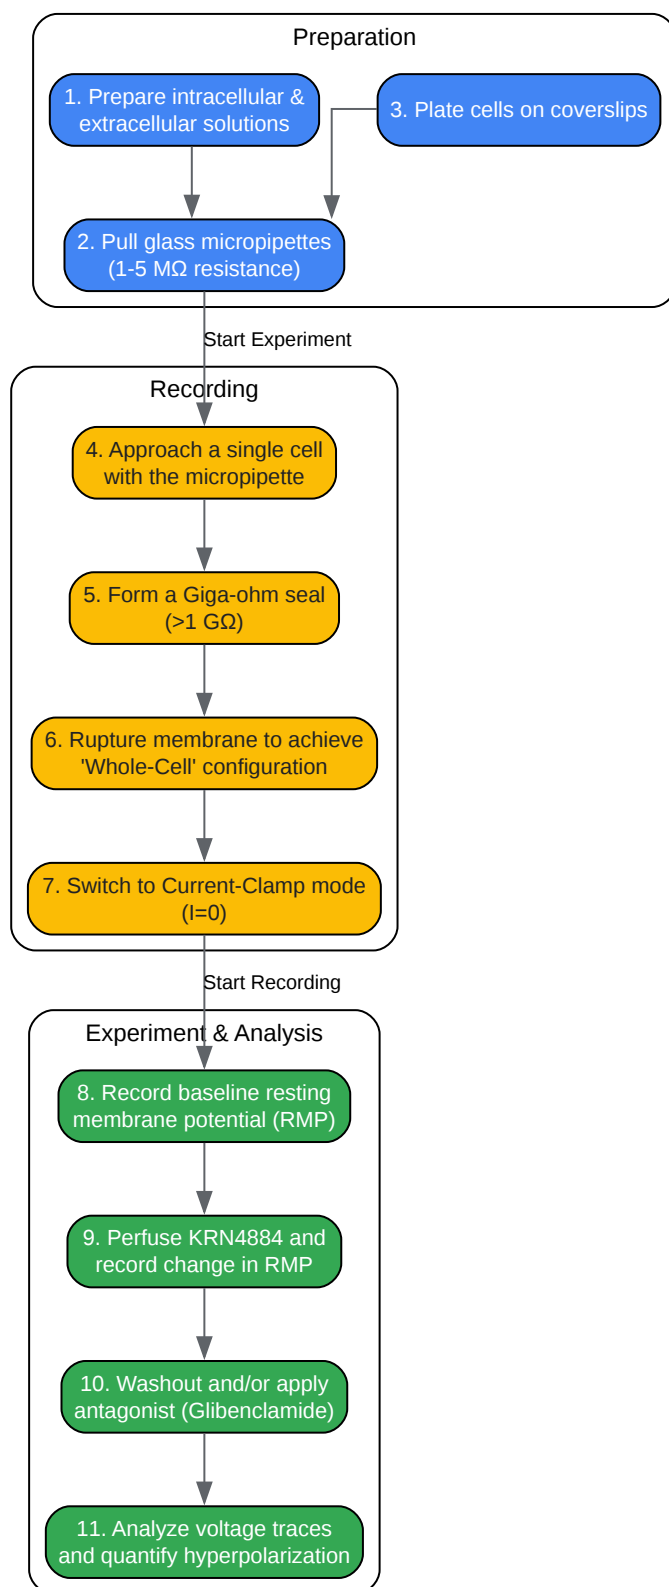 Preparation
1. Prepare intracellular &
extracellular solutions
3. Plate cells on coverslips
2. Pull glass micropipettes
(1-5 MΩ resistance)
Start Experiment
Recording
4. Approach a single cell
with the micropipette
5. Form a Giga-ohm seal
(>1 GΩ)
6. Rupture membrane to achieve
'Whole-Cell' configuration
7. Switch to Current-Clamp mode
(I=0)
Start Recording
Experiment & Analysis
8. Record baseline resting
membrane potential (RMP)
9. Perfuse KRN4884 and
record change in RMP
10. Washout and/or apply
antagonist (Glibenclamide)
11. Analyze voltage traces
and quantify hyperpolarization